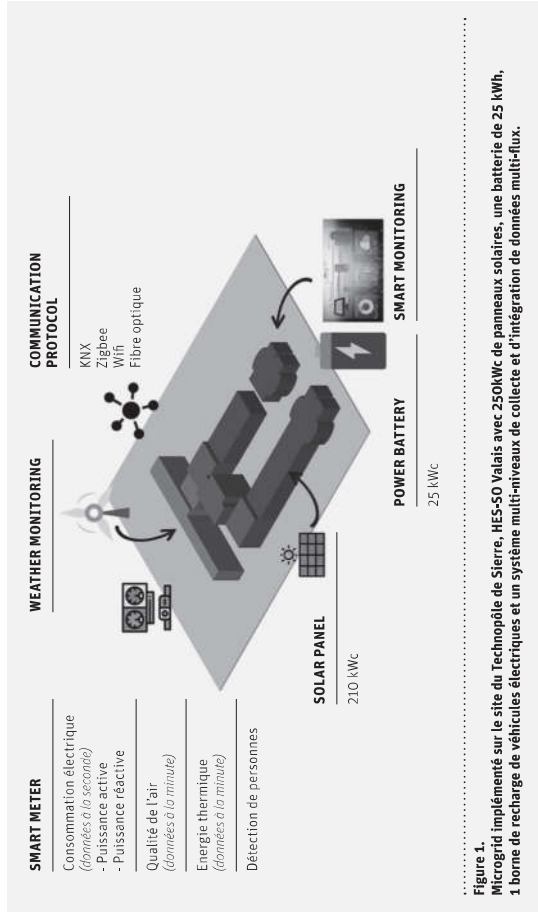 SMART METER
Consommation électrique
(données à la seconde)
- Puissance active
- Puissance réactive
Qualité de l'air
(données à la minute)
Energie thermique
(données à la minute)
Détection de personnes
WEATHER MONITORING
COMMUNICATION
PROTOCOL
KNX
Zigbee
Wifi
Fibre optique
SOLAR PANEL
210 kWc
POWER BATTERY
25 kWc
SMART MONITORING
Figure 1.
Microgrid implémenté sur le site du Technopôle de Sierre, HES-SO Valais avec 250kWc de panneaux solaires, une batterie de 25 kWh,
1 borne de recharge de véhicules électriques et un système multi-niveaux de collecte et d'intégration de données multi-flux.